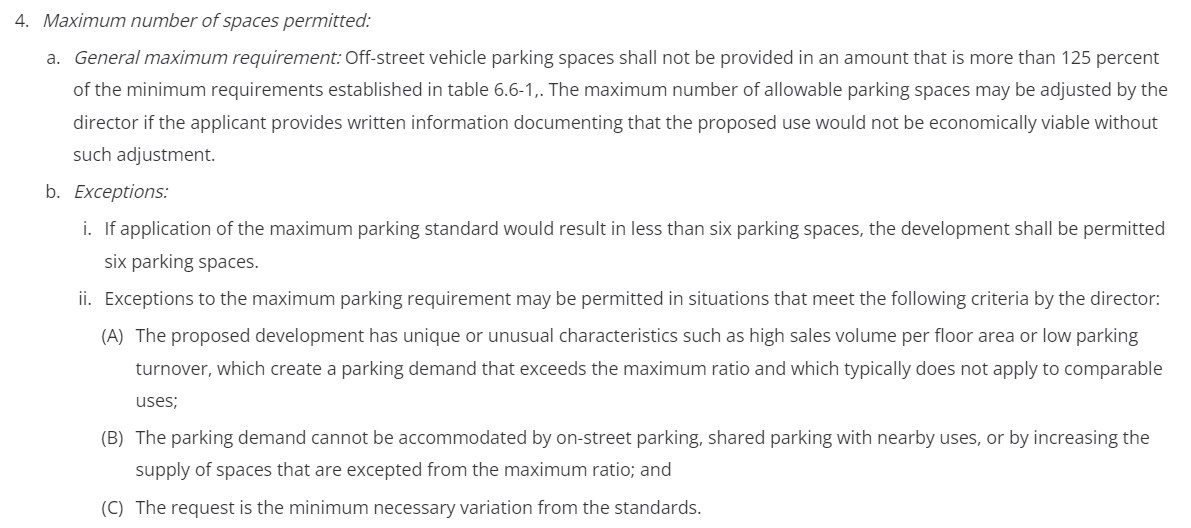 4. Maximum number of spaces permitted:
a. General maximum requirement: Off-street vehicle parking spaces shall not be provided in an amount that is more than 125 percent
of the minimum requirements established in table 6.6-1,. The maximum number of allowable parking spaces may be adjusted by the
director if the applicant provides written information documenting that the proposed use would not be economically viable without
such adjustment.
b. Exceptions:
i. If application of the maximum parking standard would result in less than six parking spaces, the development shall be permitted
six parking spaces.
ii. Exceptions to the maximum parking requirement may be permitted in situations that meet the following criteria by the director:
(A) The proposed development has unique or unusual characteristics such as high sales volume per floor area or low parking
turnover, which create a parking demand that exceeds the maximum ratio and which typically does not apply to comparable
uses;
(B) The parking demand cannot be accommodated by on-street parking, shared parking with nearby uses, or by increasing the
supply of spaces that are excepted from the maximum ratio; and
(C) The request is the minimum necessary variation from the standards.